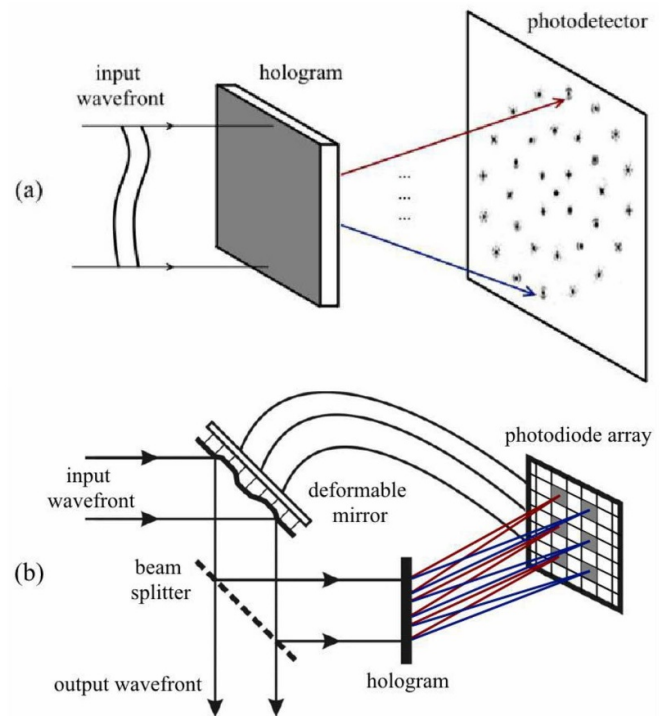 photodetector
input
wavefront
hologram
...
...
...
(a)
photodiode array
input
wavefront
deformable
mirror
beam
splitter
(b)
hologram
output wavefront